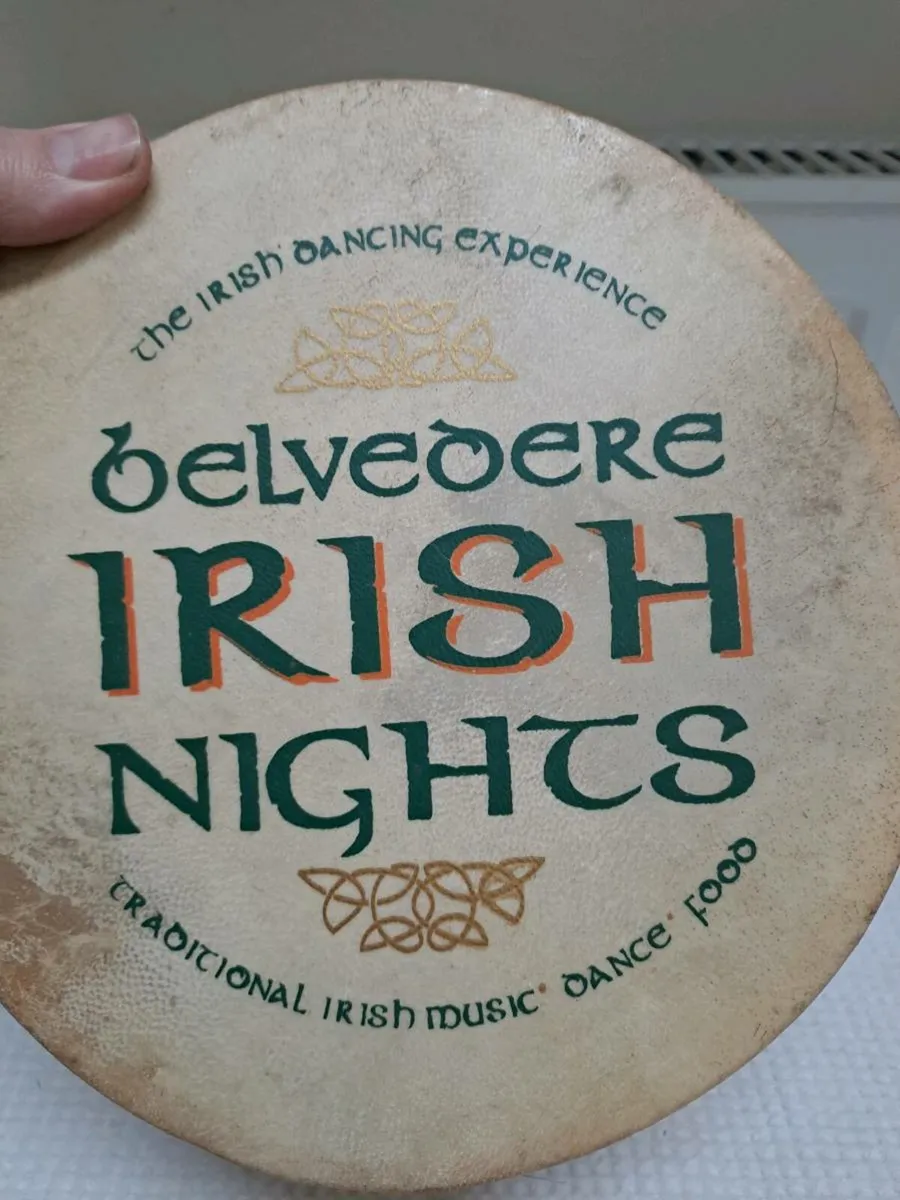 The Irish Dancing Experience
Belvedere
IRISH
NIGHTS
Traditional Irish Music • Dance • Food